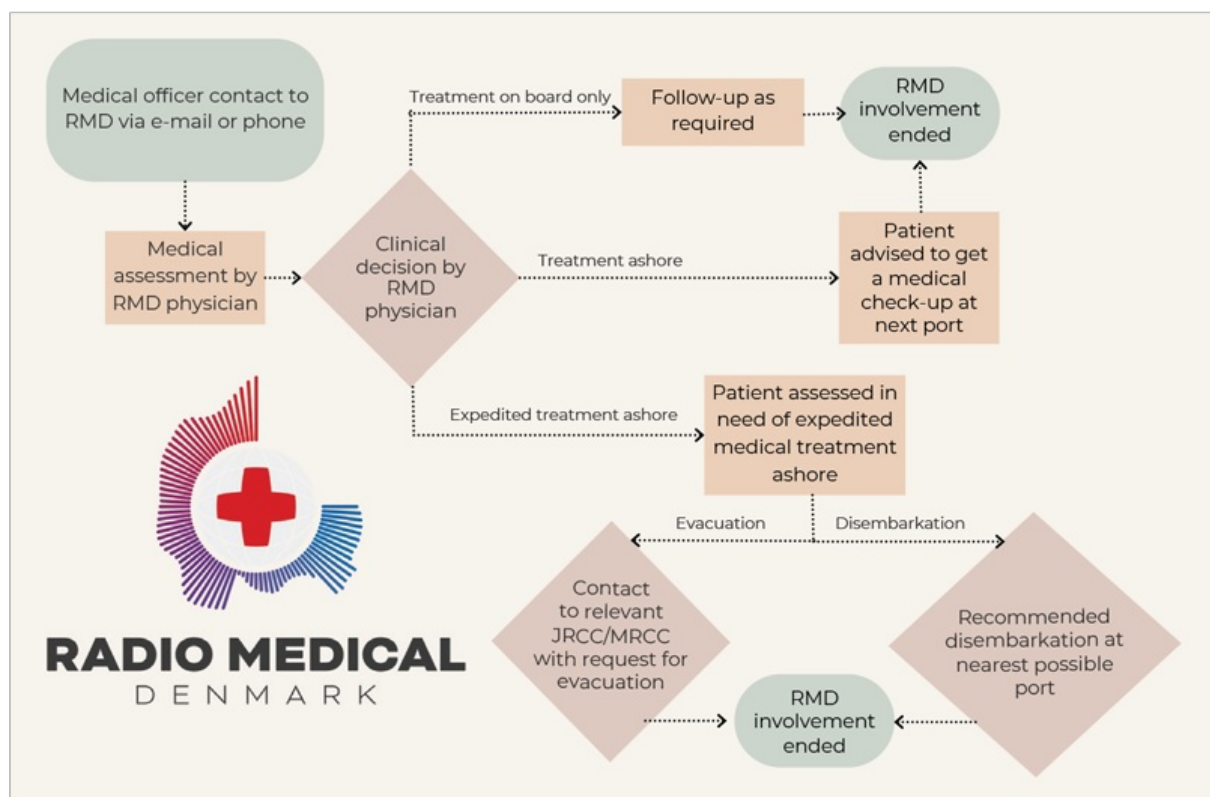 Medical officer contact to
RMD via e-mail or phone
Medical
assessment by
RMD physician
Clinical
decision by
RMD
physician
Treatment on board only
Follow-up as
required
RMD
involvement
ended
Treatment ashore
Patient
advised to get
a medical
check-up at
next port
Expedited treatment ashore
Patient assessed in
need of expedited
medical treatment
ashore
Evacuation
Disembarkation
Contact
to relevant
JRCC/MRCC
with request for
evacuation
Recommended
disembarkation at
nearest possible
port
RMD
involvement
ended
RADIO MEDICAL
DENMARK